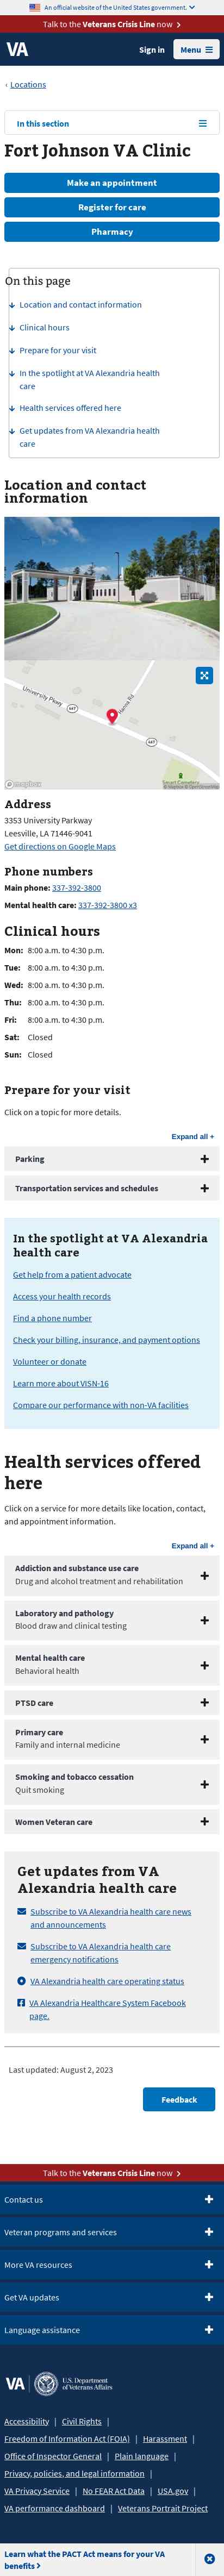 An official website of the United States government.
Talk to the Veterans Crisis Line now
VA
Sign in
Menu
Locations
In this section
Fort Johnson VA Clinic
Make an appointment
Register for care
Pharmacy
On this page
Location and contact information
Clinical hours
Prepare for your visit
In the spotlight at VA Alexandria health
care
Health services offered here
Get updates from VA Alexandria health
care
Location and contact
information
University Pkwy
467
Hanna Rd
467
Smart Cemetery
mapbox
© Mapbox © OpenStreetMap
Address
3353 University Parkway
Leesville, LA 71446-9041
Get directions on Google Maps
Phone numbers
Main phone: 337-392-3800
Mental health care: 337-392-3800 x3
Clinical hours
Mon: 8:00 a.m. to 4:30 p.m.
Tue: 8:00 a.m. to 4:30 p.m.
Wed: 8:00 a.m. to 4:30 p.m.
Thu: 8:00 a.m. to 4:30 p.m.
Fri: 8:00 a.m. to 4:30 p.m.
Sat: Closed
Sun: Closed
Prepare for your visit
Click on a topic for more details.
Expand all +
Parking
Transportation services and schedules
In the spotlight at VA Alexandria
health care
Get help from a patient advocate
Access your health records
Find a phone number
Check your billing, insurance, and payment options
Volunteer or donate
Learn more about VISN-16
Compare our performance with non-VA facilities
Health services offered
here
Click on a service for more details like location, contact,
and appointment information.
Expand all +
Addiction and substance use care
Drug and alcohol treatment and rehabilitation
Laboratory and pathology
Blood draw and clinical testing
Mental health care
Behavioral health
PTSD care
Primary care
Family and internal medicine
Smoking and tobacco cessation
Quit smoking
Women Veteran care
Get updates from VA
Alexandria health care
Subscribe to VA Alexandria health care news
and announcements
Subscribe to VA Alexandria health care
emergency notifications
VA Alexandria health care operating status
VA Alexandria Healthcare System Facebook
page.
Last updated: August 2, 2023
Feedback
Talk to the Veterans Crisis Line now
Contact us
Veteran programs and services
More VA resources
Get VA updates
Language assistance
VA | U.S. Department
of Veterans Affairs
Accessibility | Civil Rights |
Freedom of Information Act (FOIA) | Harassment |
Office of Inspector General | Plain language |
Privacy, policies, and legal information |
VA Privacy Service | No FEAR Act Data | USA.gov |
VA performance dashboard | Veterans Portrait Project
Learn what the PACT Act means for your VA
benefits